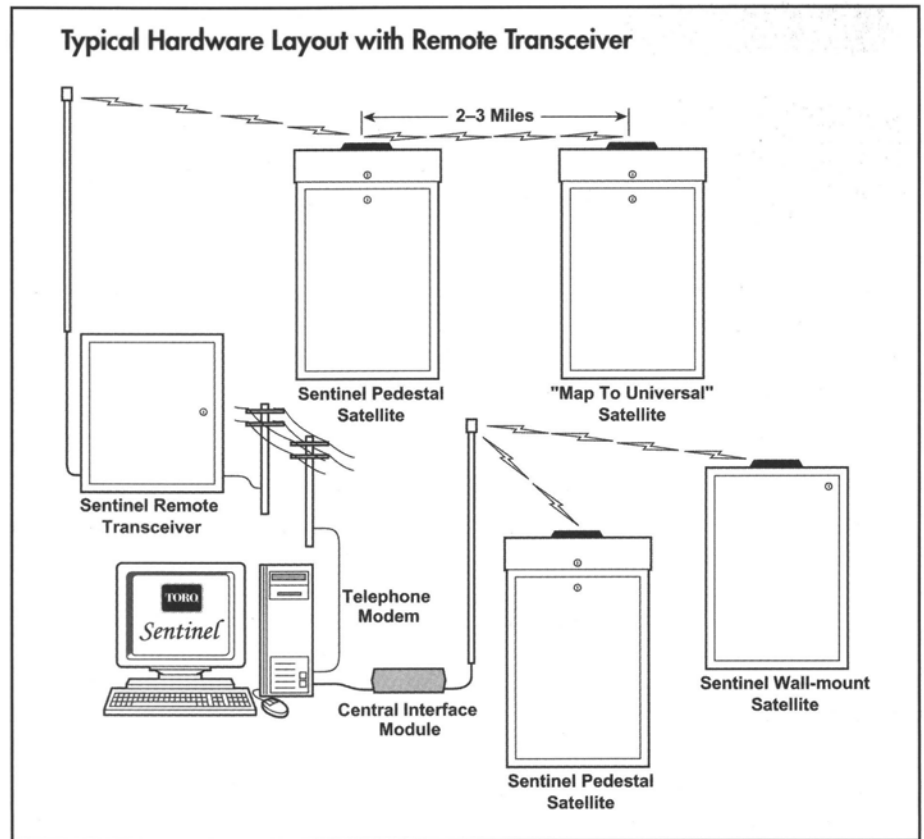 Typical Hardware Layout with Remote Transceiver
2–3 Miles
Sentinel Pedestal
Satellite
"Map To Universal"
Satellite
Sentinel Remote
Transceiver
TORO
Sentinel
Telephone
Modem
Central Interface
Module
Sentinel Wall-mount
Satellite
Sentinel Pedestal
Satellite